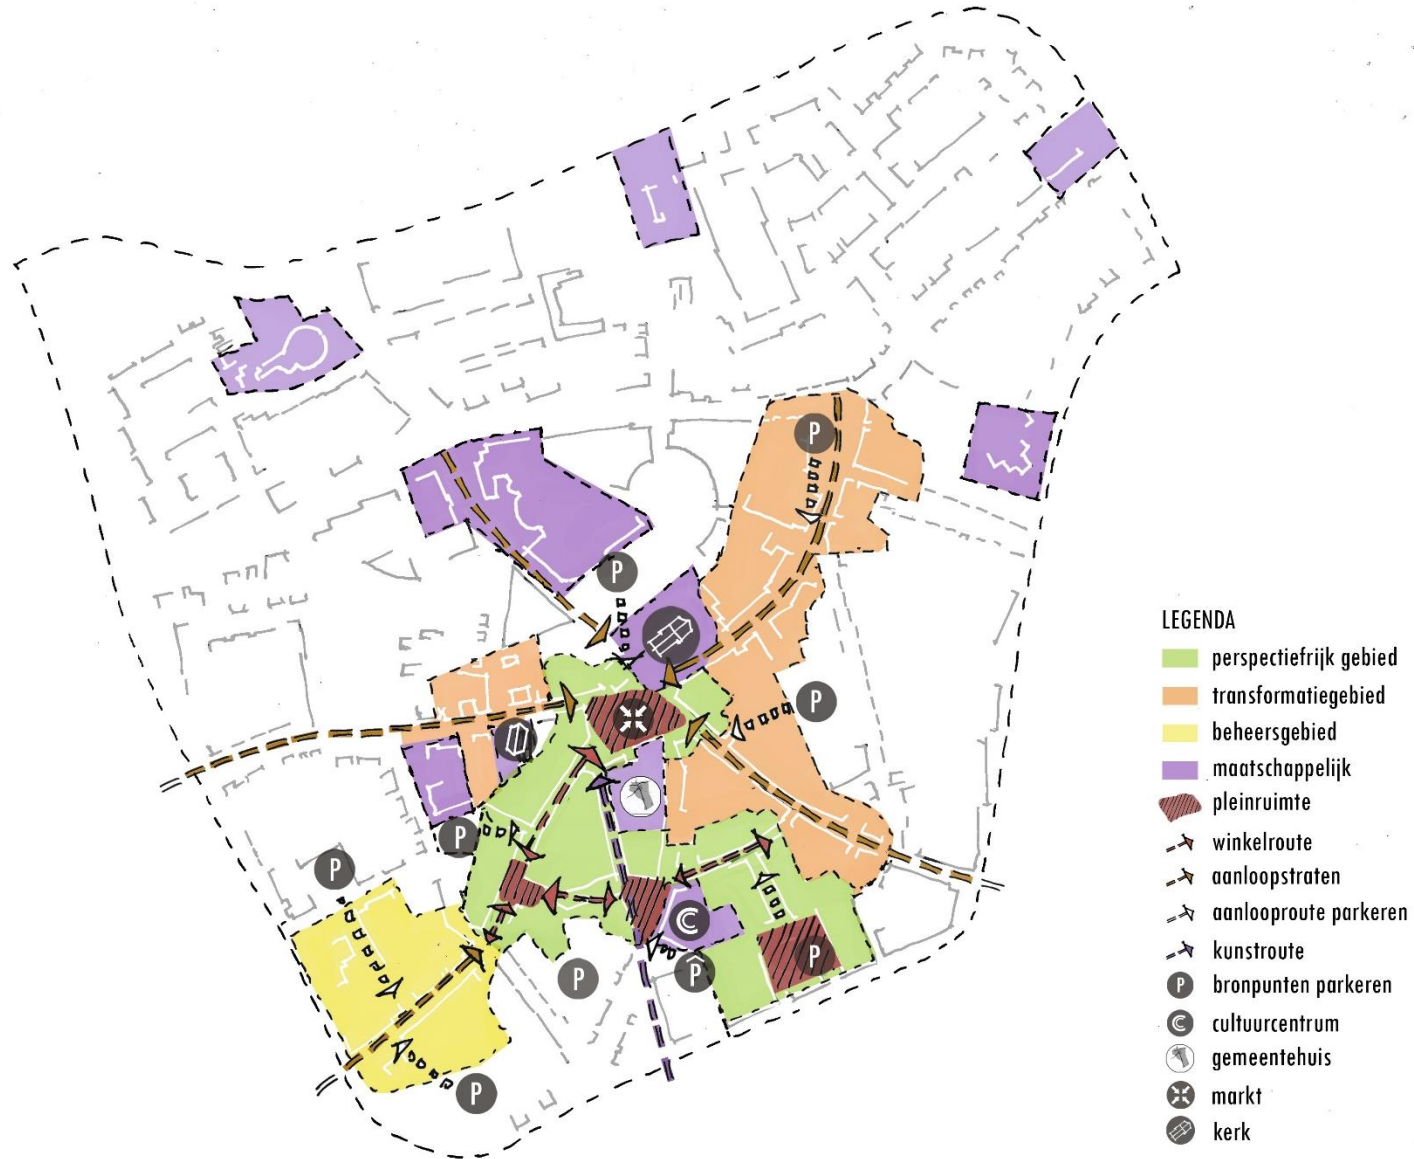 P
P
P
P
P
P
P
P
C
P
P
P
LEGENDA
perspectiefrijk gebied
transformatiegebied
beheersgebied
maatschappelijk
pleinruimte
winkelroute
aanloopstraten
aanlooproute parkeren
kunstroute
P bronpunten parkeren
C cultuurcentrum
gemeentehuis
markt
kerk